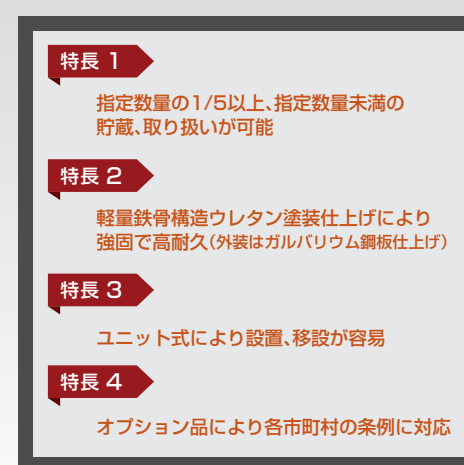 特長 1
指定数量の1/5以上、指定数量未満の
貯蔵、取り扱いが可能
特長 2
軽量鉄骨構造ウレタン塗装仕上げにより
強固で高耐久(外装はガルバリウム鋼板仕上げ)
特長 3
ユニット式により設置、移設が容易
特長 4
オプション品により各市町村の条例に対応